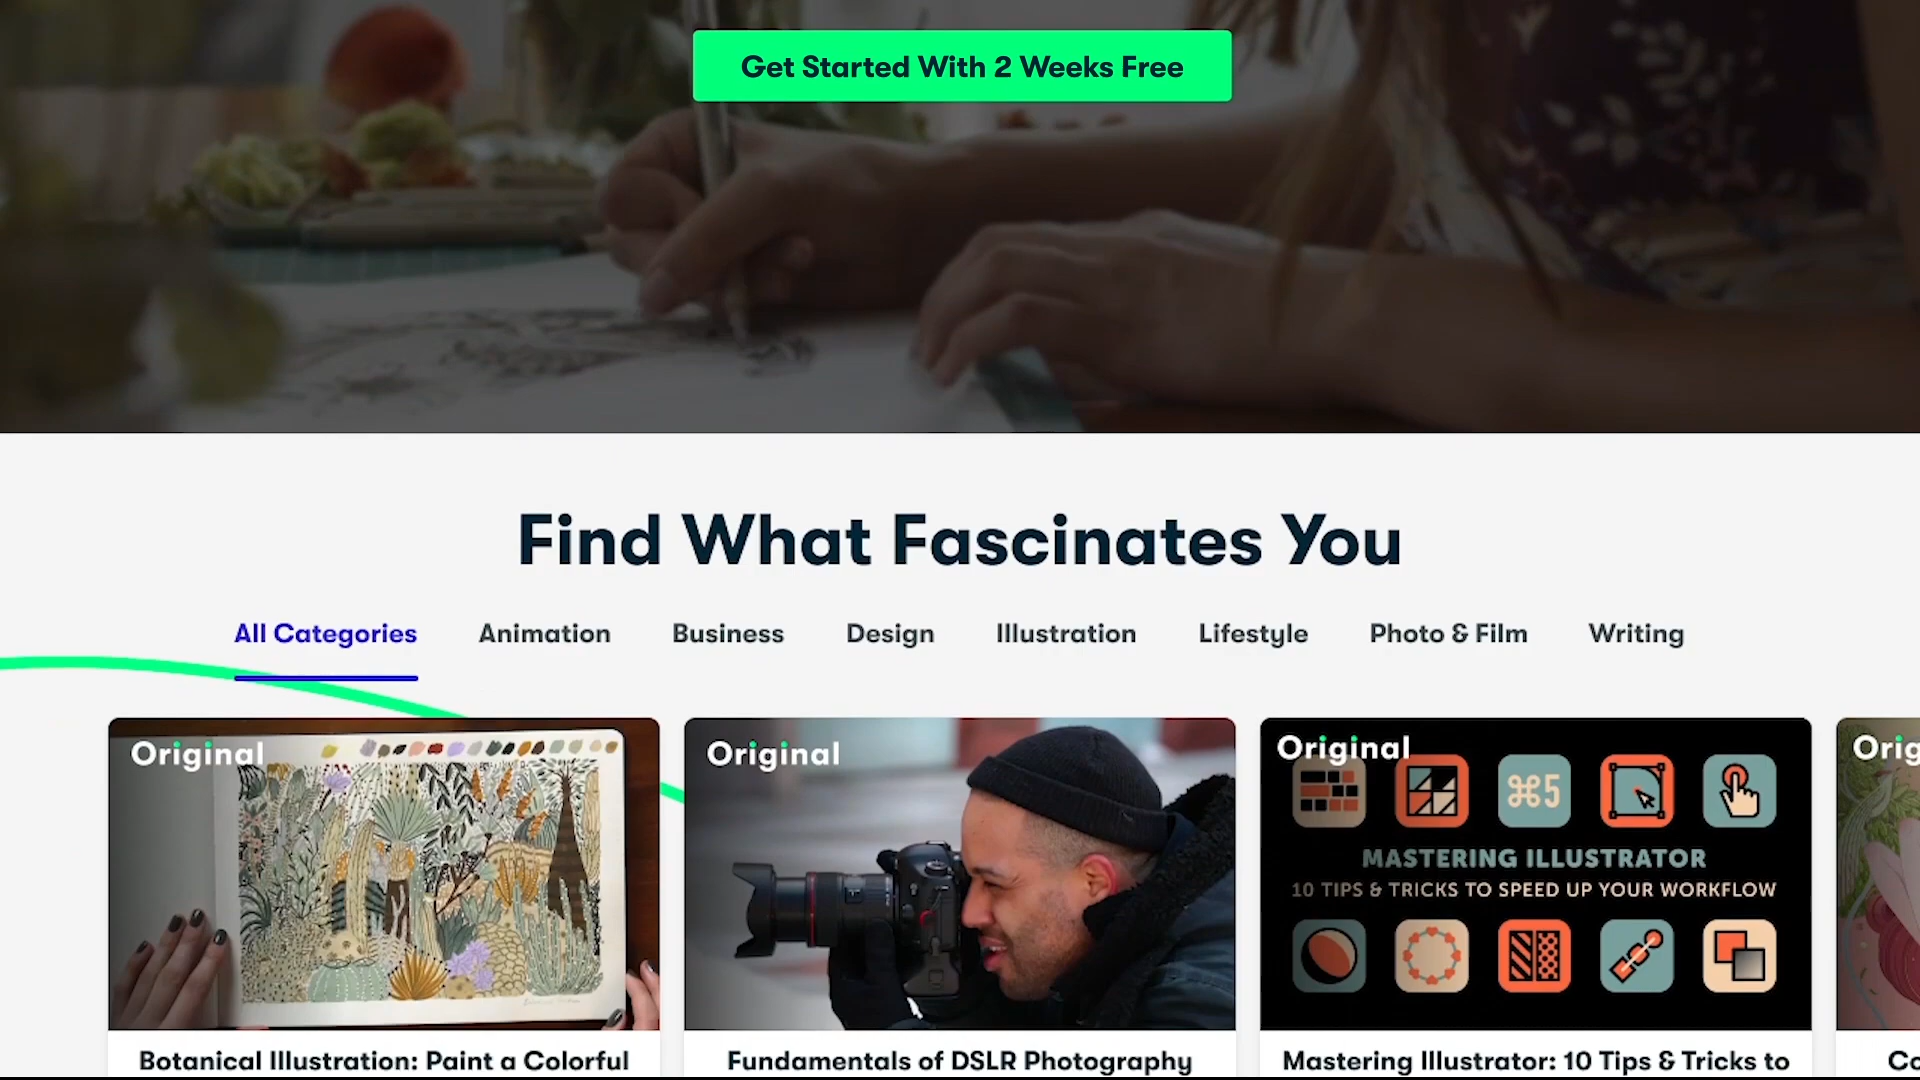 Get Started With 2 Weeks Free
Find What Fascinates You
All Categories Animation Business Design Illustration Lifestyle Photo & Film Writing
Original Original Original Orig
⌘5
MASTERING ILLUSTRATOR
10 TIPS & TRICKS TO SPEED UP YOUR WORKFLOW
Botanical Illustration: Paint a Colorful Fundamentals of DSLR Photography Mastering Illustrator: 10 Tips & Tricks to Co